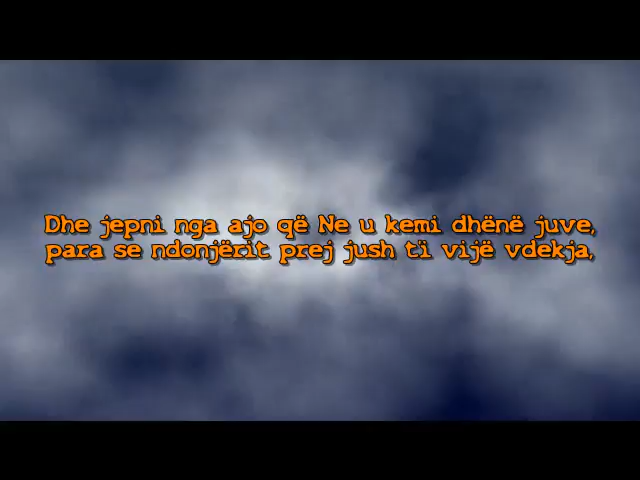 Dhe jepni nga ajo që Ne u kemi dhënë juve,
para se ndonjërit prej jush t'i vijë vdekja,